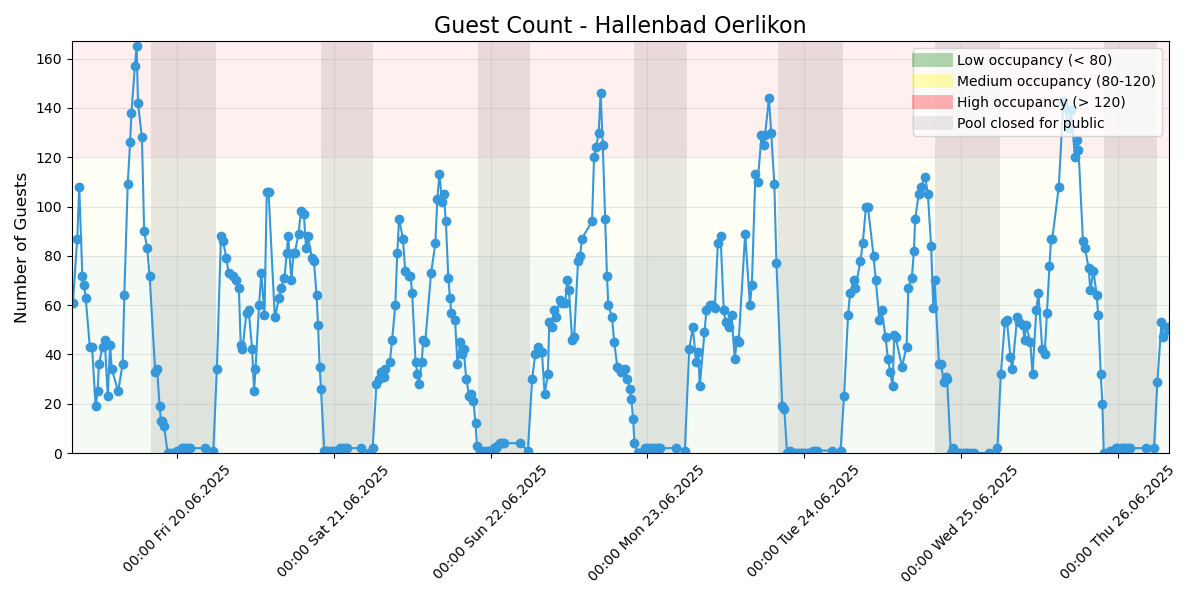 Guest Count - Hallenbad Oerlikon
Number of Guests
160
140
120
100
80
60
40
20
0
Low occupancy (< 80)
Medium occupancy (80-120)
High occupancy (> 120)
Pool closed for public
00:00 Fri 20.06.2025
00:00 Sat 21.06.2025
00:00 Sun 22.06.2025
00:00 Mon 23.06.2025
00:00 Tue 24.06.2025
00:00 Wed 25.06.2025
00:00 Thu 26.06.2025